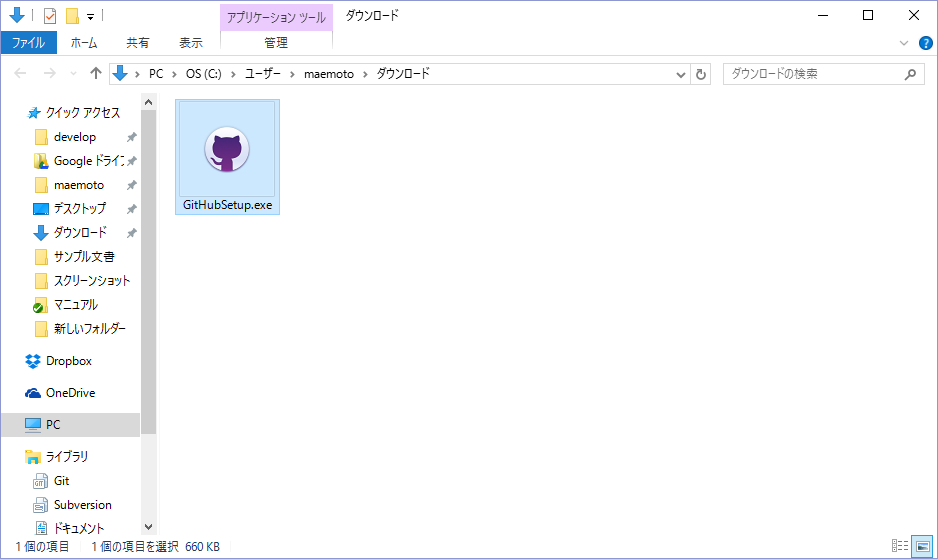 アプリケーション ツール ダウンロード
ファイル ホーム 共有 表示 管理
PC OS (C:) ユーザー maemoto ダウンロード ダウンロードの検索
クイック アクセス
develop
Google ドライブ
maemoto
デスクトップ
ダウンロード
サンプル文書
スクリーンショット
マニュアル
新しいフォルダー
Dropbox
OneDrive
PC
ライブラリ
Git
Subversion
ドキュメント
GitHubSetup.exe
1 個の項目 1 個の項目を選択 660 KB